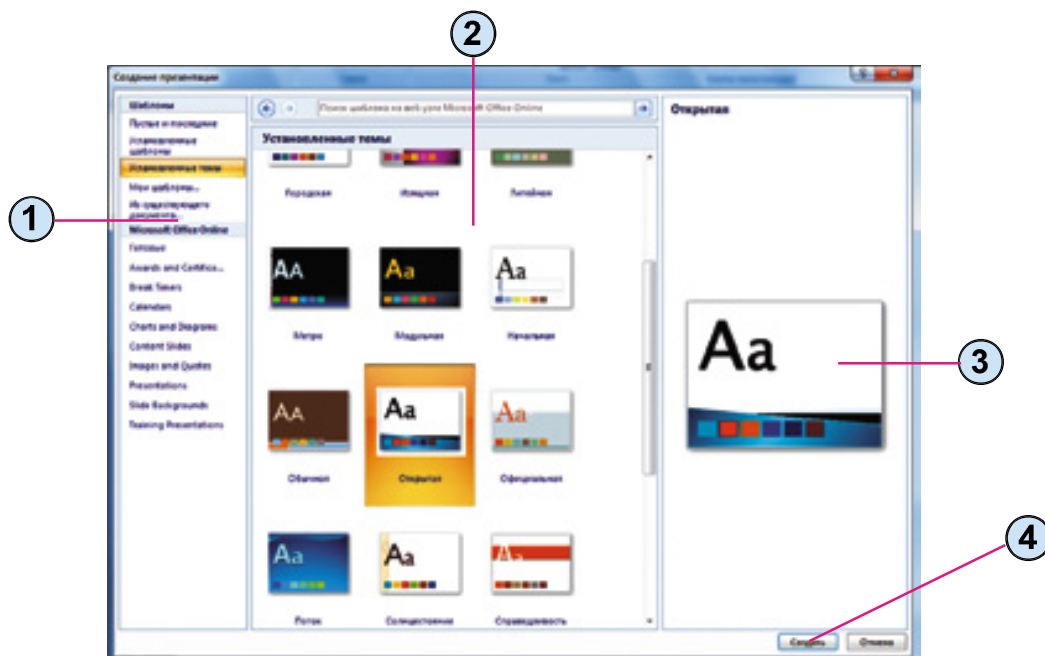 2
Создание презентации
Шаблоны
Пустые и последние
Установленные
шаблоны
Установленные темы
Мои шаблоны...
Из существующего
документа...
Microsoft Office Online
Готовые
Awards and Certifica...
Break Timers
Calendars
Charts and Diagrams
Content Slides
Images and Quotes
Presentations
Slide Backgrounds
Training Presentations
1
Поиск шаблона на веб-узле Microsoft Office Online
Установленные темы
Городская
Изящная
Литейная
AA
Aa
Aa
Метро
Модульная
Начальная
AA
Aa
Aa
Обычная
Открытая
Официальная
Aa
Aa
Aa
Поток
Солнцестояние
Справедливость
Открытая
Aa
3
4
Создать
Отмена